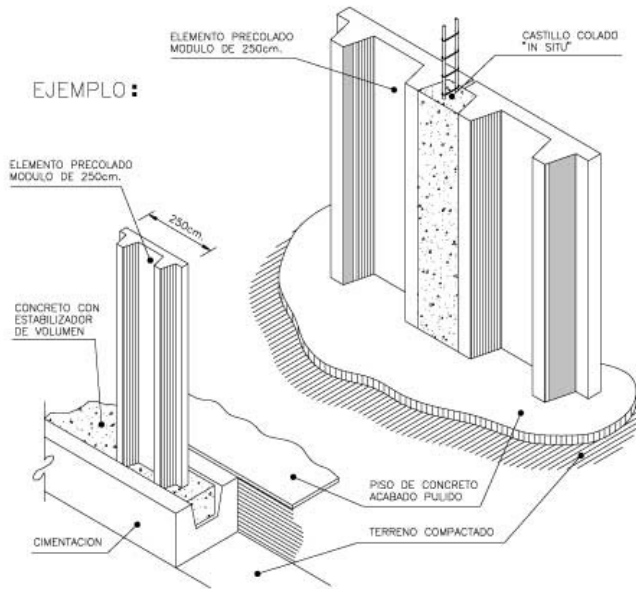 ELEMENTO PRECOLADO
MODULO DE 250cm.
CASTILLO COLADO
"IN SITU"
EJEMPLO:
ELEMENTO PRECOLADO
MODULO DE 250cm.
250cm.
CONCRETO CON
ESTABILIZADOR
DE VOLUMEN
PISO DE CONCRETO
ACABADO PULIDO
CIMENTACION
TERRENO COMPACTADO